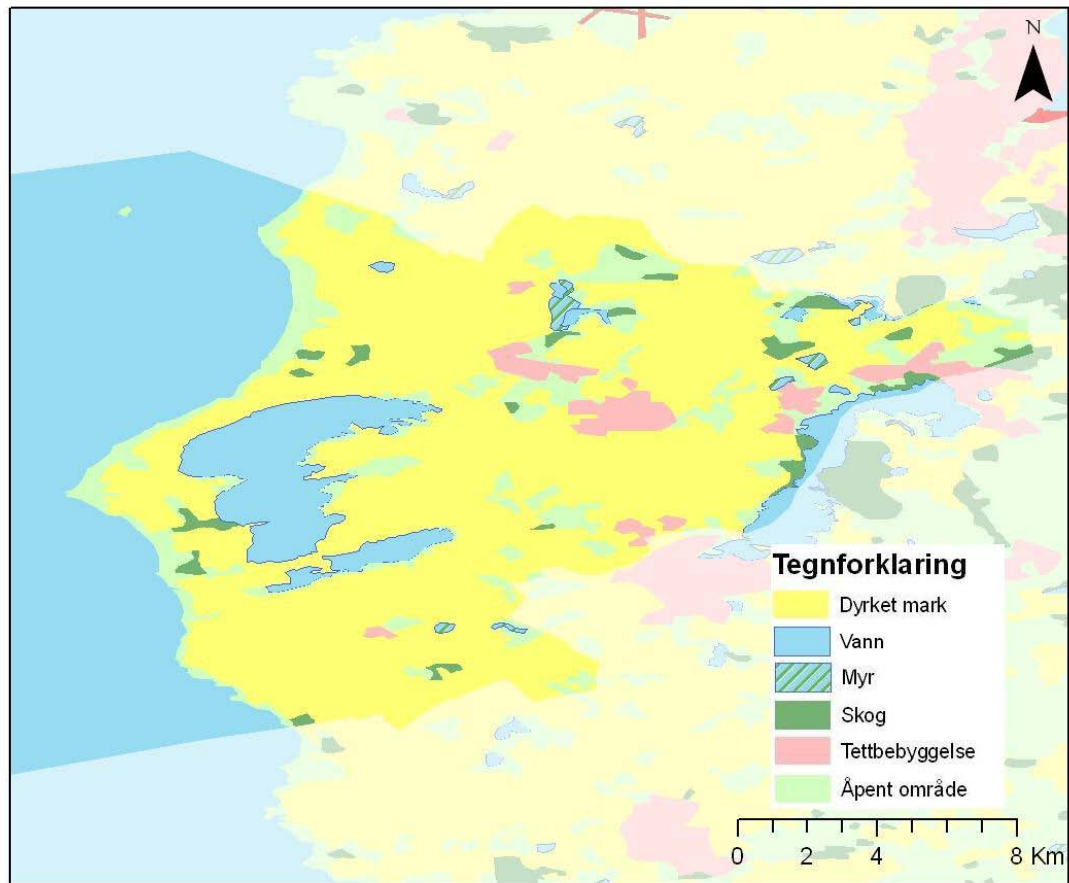 N
Tegnforklaring
Dyrket mark
Vann
Myr
Skog
Tettbebyggelse
Åpent område
0 2 4 8 Km